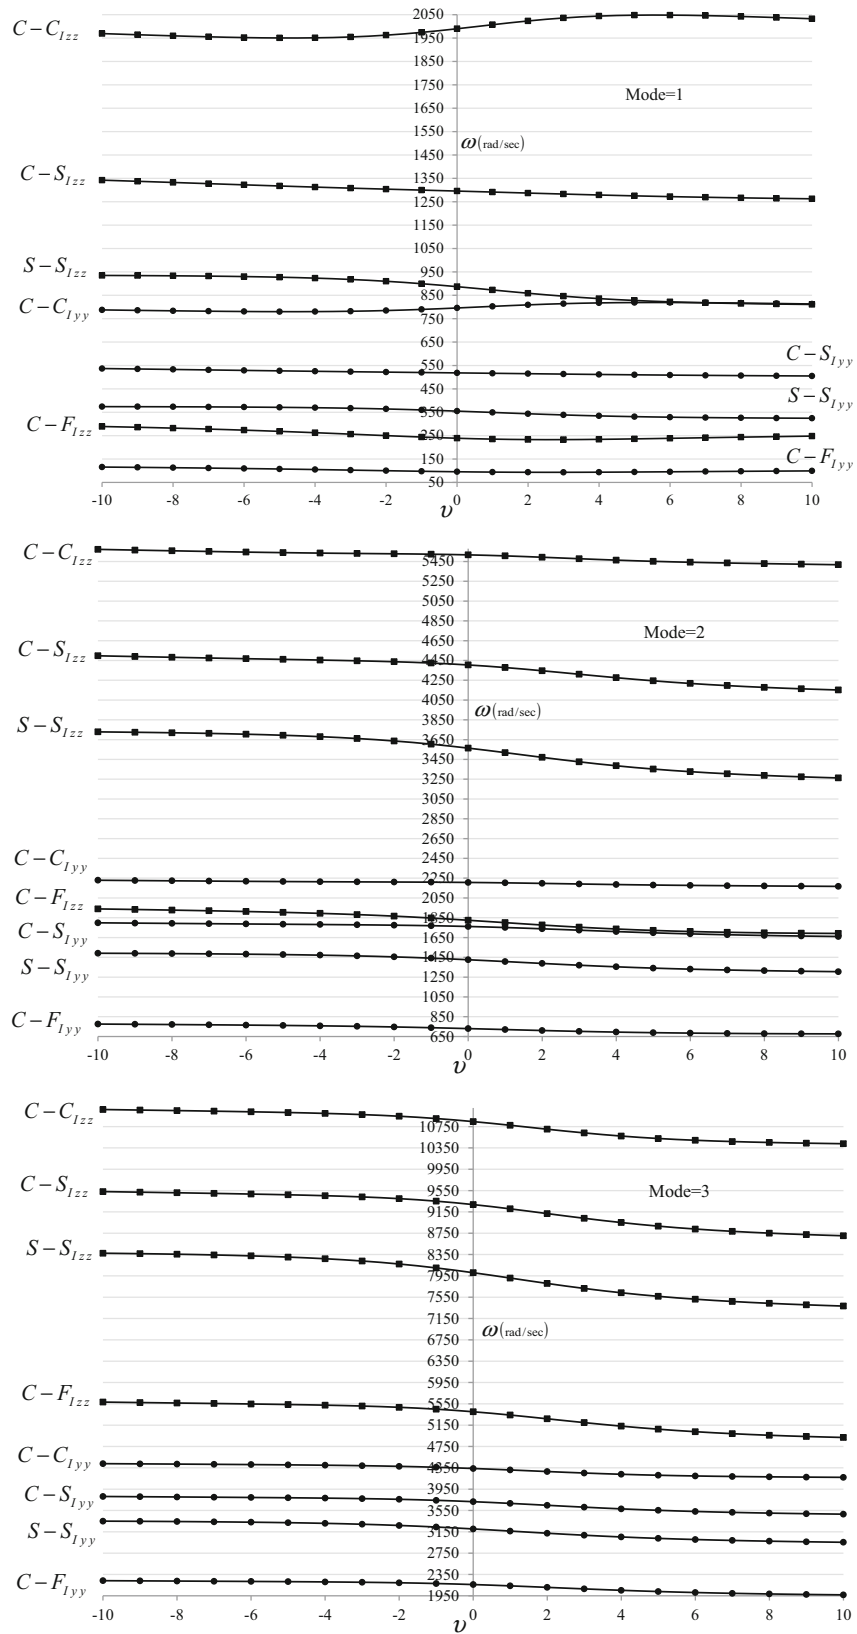 2050
C − C_Izz
1950
1850
Mode=1
1750
1650
1550
ω(rad/sec)
1450
C − S_Izz
1350
1250
1150
1050
S − S_Izz
950
850
C − C_Iyy
750
650
C − S_Iyy
550
S − S_Iyy
450
350
C − F_Izz
250
C − F_Iyy
150
50
-10 -8 -6 -4 -2 0 2 4 6 8 10
υ
C − C_Izz
5450
5250
5050
4850
Mode=2
4650
C − S_Izz
4450
4250
4050
ω(rad/sec)
3850
S − S_Izz
3650
3450
3250
3050
2850
2650
2450
C − C_Iyy
2250
2050
C − F_Izz
1850
C − S_Iyy
1650
1450
S − S_Iyy
1250
1050
850
C − F_Iyy
650
-10 -8 -6 -4 -2 0 2 4 6 8 10
υ
C − C_Izz
10750
10350
9950
C − S_Izz
9550
Mode=3
9150
8750
S − S_Izz
8350
7950
7550
7150
ω(rad/sec)
6750
6350
5950
C − F_Izz
5550
5150
4750
C − C_Iyy
4350
3950
C − S_Iyy
3550
S − S_Iyy
3150
2750
2350
C − F_Iyy
1950
-10 -8 -6 -4 -2 0 2 4 6 8 10
υ